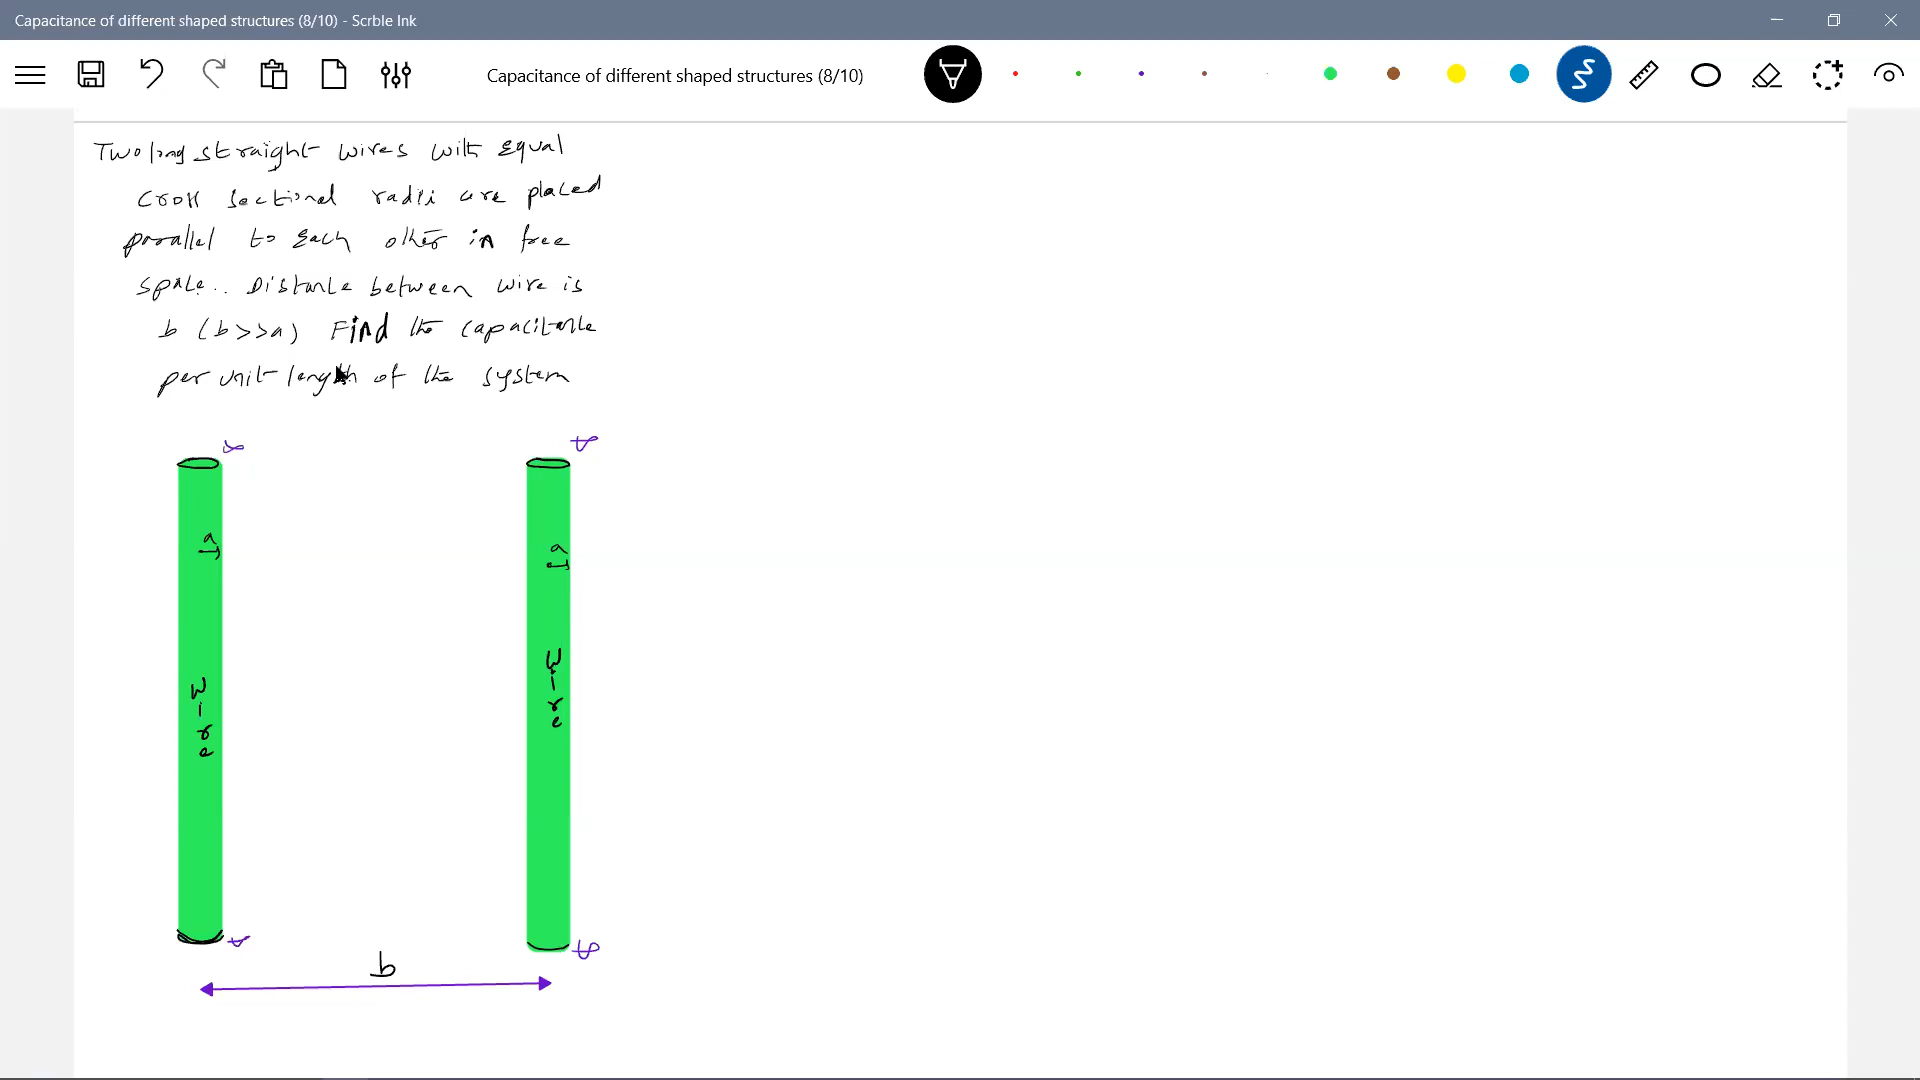 Capacitance of different shaped structures (8/10) - Scrble Ink
Capacitance of different shaped structures (8/10)
Two long straight wires with Equal
cross sectional radii are placed
parallel to Each other in free
space.. Distance between wire is
b (b>>a) Find the capacitance
per unit length of the system
a
a
wire
wire
b